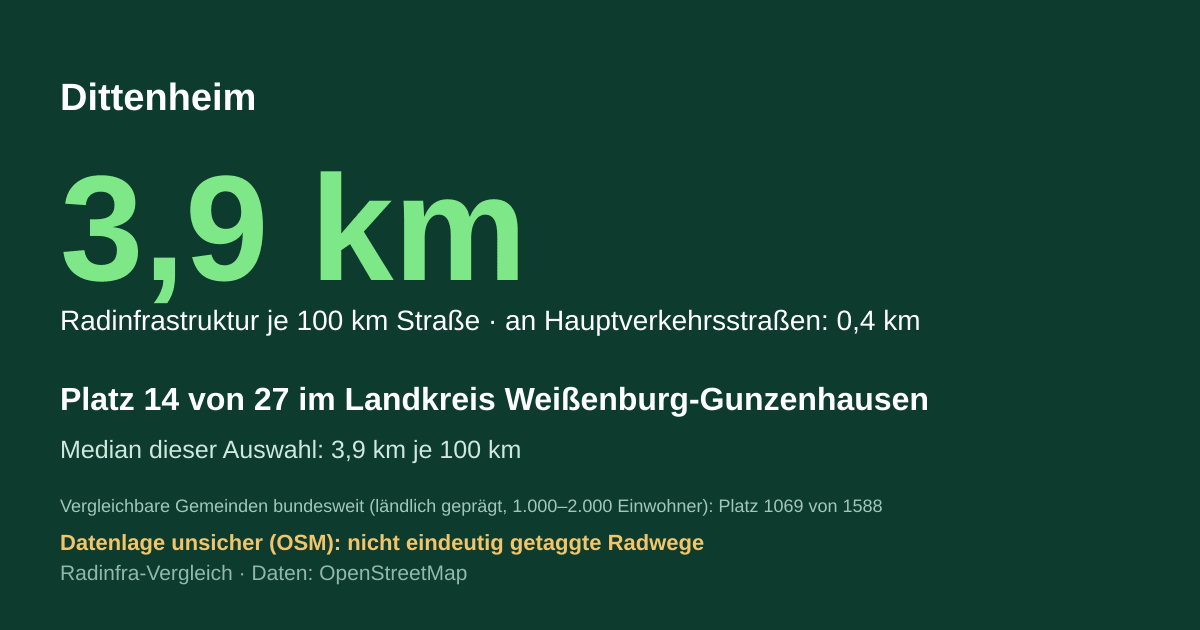 Dittenheim
3,9 km
Radinfrastruktur je 100 km Straße · an Hauptverkehrsstraßen: 0,4 km
Platz 14 von 27 im Landkreis Weißenburg-Gunzenhausen
Median dieser Auswahl: 3,9 km je 100 km
Vergleichbare Gemeinden bundesweit (ländlich geprägt, 1.000–2.000 Einwohner): Platz 1069 von 1588
Datenlage unsicher (OSM): nicht eindeutig getaggte Radwege
Radinfra-Vergleich · Daten: OpenStreetMap